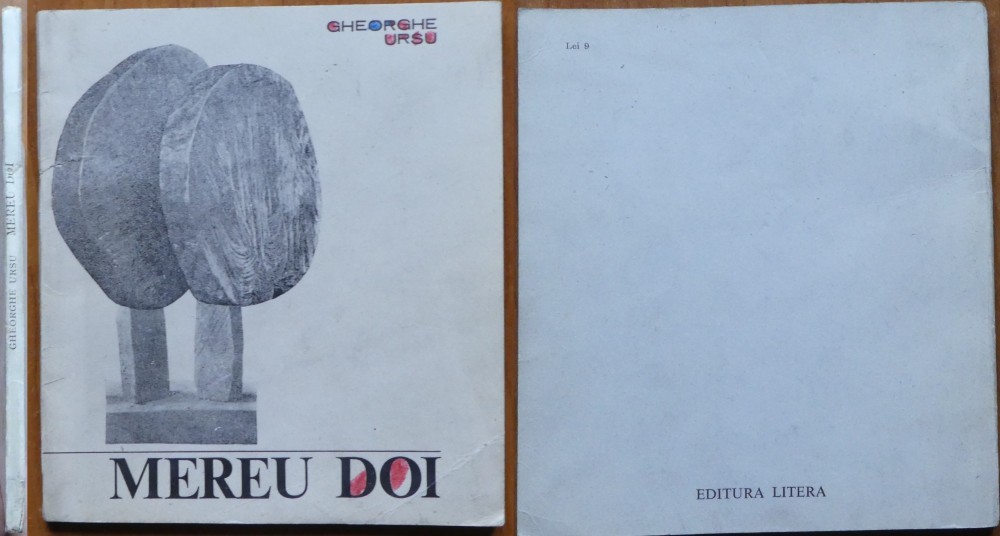 GHEORGHE URSU MEREU DOI
GHEORGHE
URSU
MEREU DOI
Lei 9
EDITURA LITERA